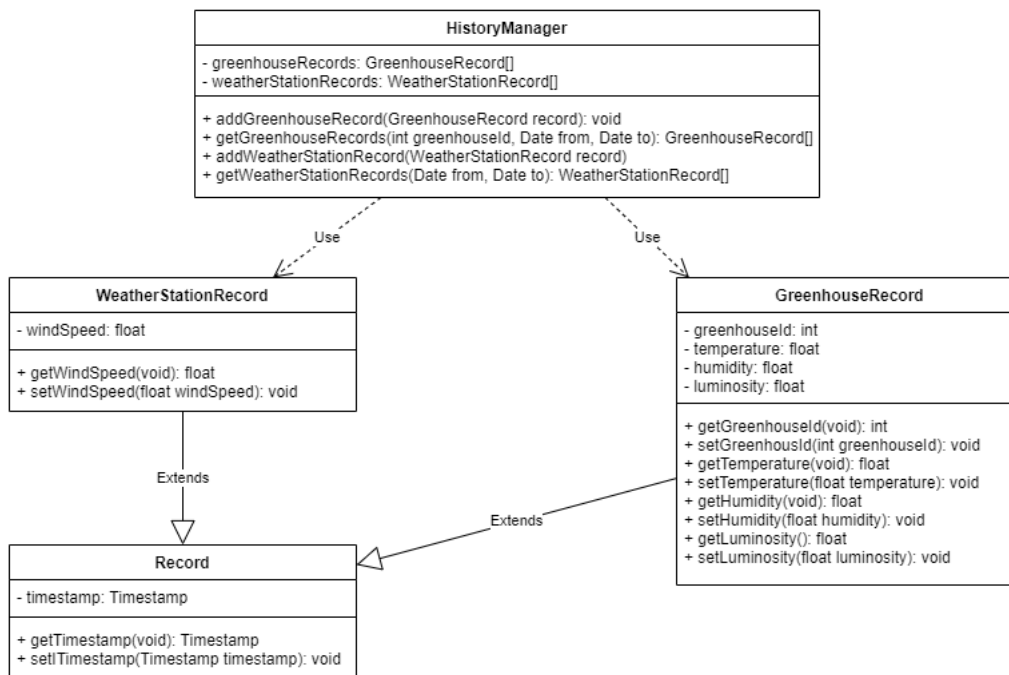 HistoryManager
- greenhouseRecords: GreenhouseRecord[]
- weatherStationRecords: WeatherStationRecord[]
+ addGreenhouseRecord(GreenhouseRecord record): void
+ getGreenhouseRecords(int greenhouseId, Date from, Date to): GreenhouseRecord[]
+ addWeatherStationRecord(WeatherStationRecord record)
+ getWeatherStationRecords(Date from, Date to): WeatherStationRecord[]
Use
Use
WeatherStationRecord
- windSpeed: float
+ getWindSpeed(void): float
+ setWindSpeed(float windSpeed): void
GreenhouseRecord
- greenhouseId: int
- temperature: float
- humidity: float
- luminosity: float
+ getGreenhouseId(void): int
+ setGreenhousId(int greenhouseId): void
+ getTemperature(void): float
+ setTemperature(float temperature): void
+ getHumidity(void): float
+ setHumidity(float humidity): void
+ getLuminosity(): float
+ setLuminosity(float luminosity): void
Extends
Extends
Record
- timestamp: Timestamp
+ getTimestamp(void): Timestamp
+ setITimestamp(Timestamp timestamp): void